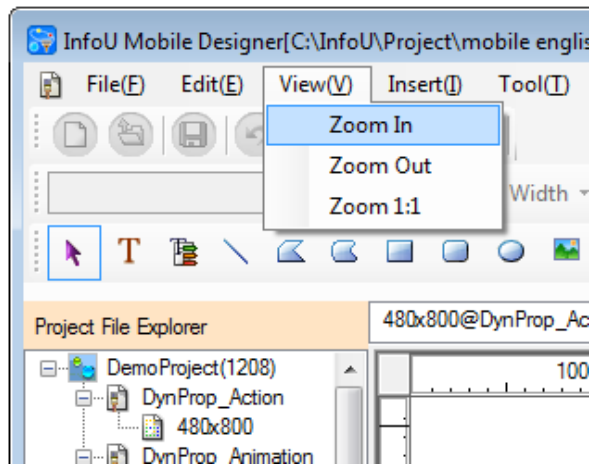 InfoU Mobile Designer[C:\InfoU\Project\mobile englis
File(F) Edit(E) View(V) Insert(I) Tool(T)
Zoom In
Zoom Out
Zoom 1:1
Width
T
Project File Explorer
480x800@DynProp_Ac
DemoProject(1208)
100
DynProp_Action
480x800
DynProp_Animation